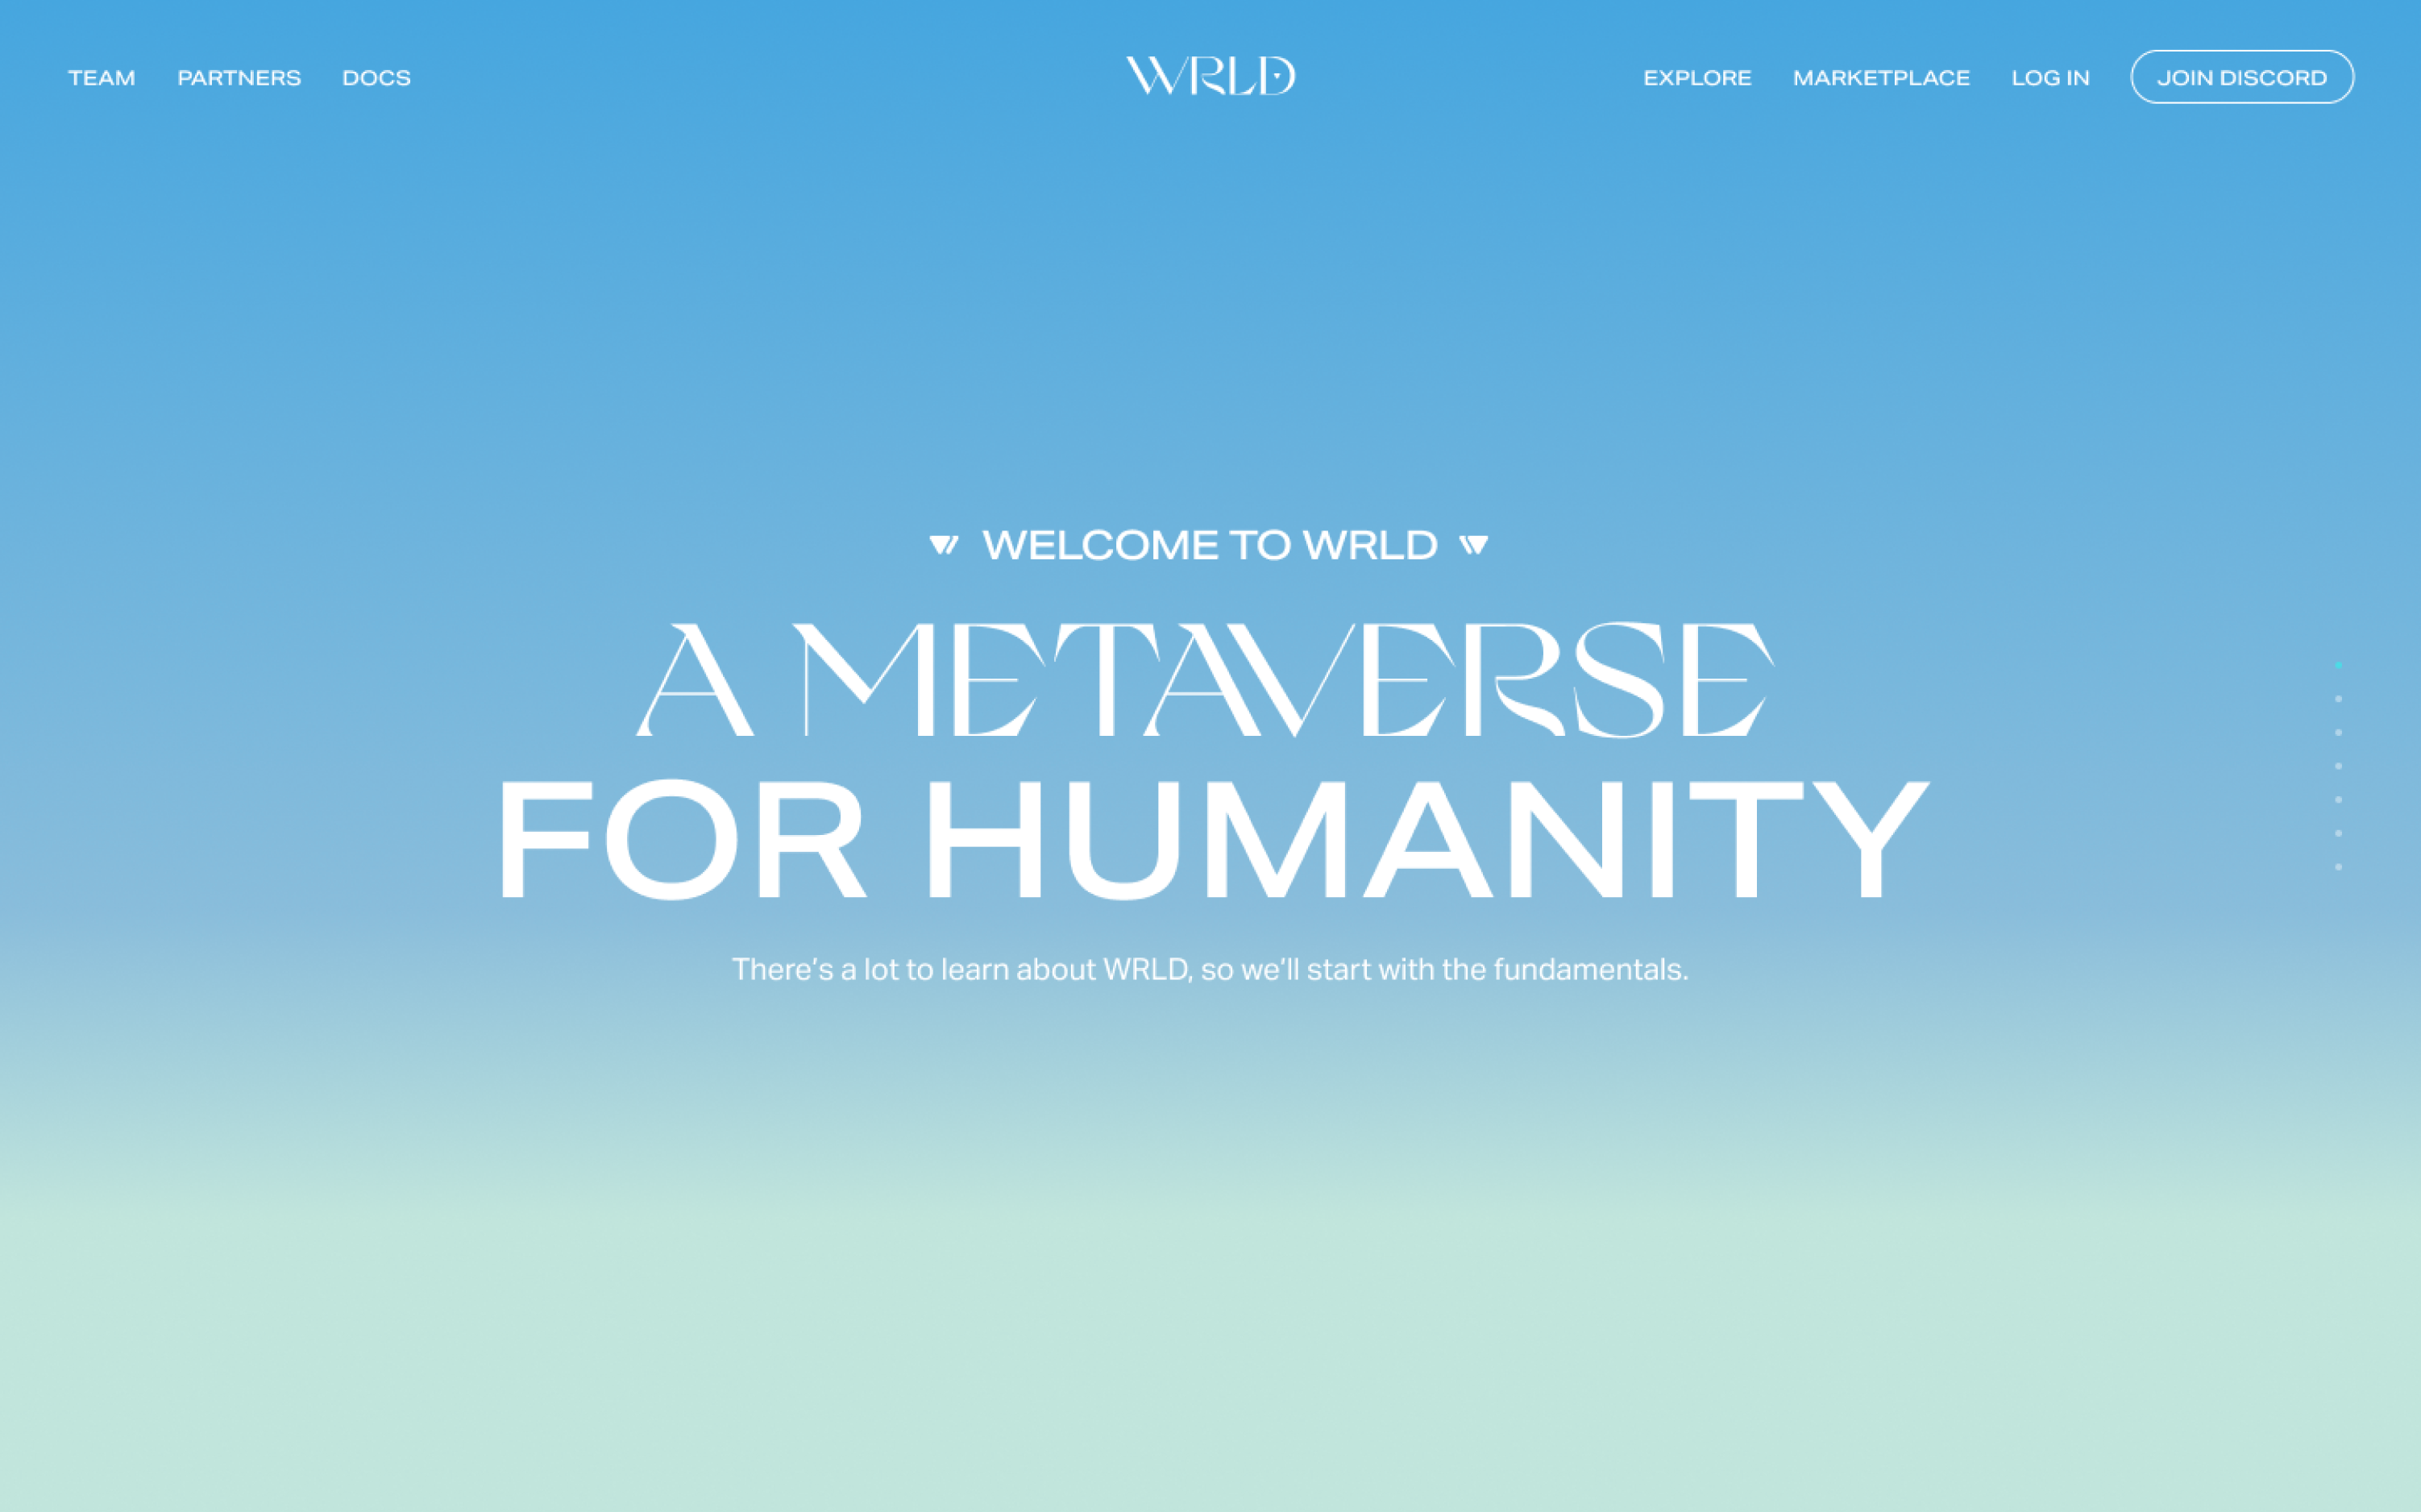 TEAM PARTNERS DOCS WRLD EXPLORE MARKETPLACE LOG IN JOIN DISCORD
WELCOME TO WRLD
A METAVERSE
FOR HUMANITY
There's a lot to learn about WRLD, so we'll start with the fundamentals.